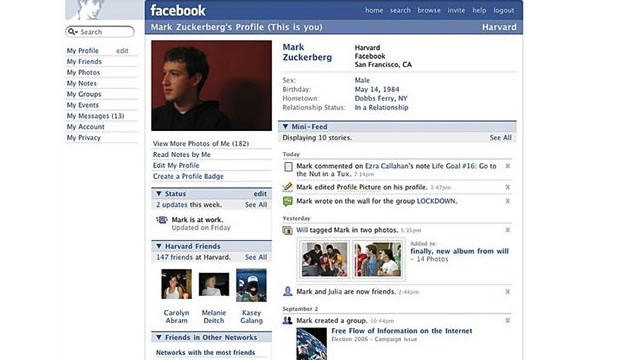 facebook
home search browse invite help logout
Search
Mark Zuckerberg's Profile (This is you)
Harvard
My Profile edit
My Friends
My Photos
My Notes
My Groups
My Events
My Messages (13)
My Account
My Privacy
View More Photos of Me (182)
Read Notes by Me
Edit My Profile
Create a Profile Badge
Status edit
2 updates this week. See All
Mark is at work.
Updated on Friday
Harvard Friends
147 friends at Harvard. See All
Carolyn Abram
Melanie Deitch
Kasey Galang
Friends in Other Networks
Networks with the most friends
Mark Zuckerberg
Harvard
Facebook
San Francisco, CA
Sex: Male
Birthday: May 14, 1984
Hometown: Dobbs Ferry, NY
Relationship Status: In a Relationship
Mini-Feed
Displaying 10 stories. See All
Today
Mark commented on Ezra Callahan's note Life Goal #16: Go to
the Nut in a Tux. 7:14pm
Mark edited Profile Picture on his profile. 3:47pm
Mark wrote on the wall for the group LOCKDOWN.
Yesterday
Will tagged Mark in two photos. 5:35pm
Added to:
finally, new album from will
- 14 Photos
Mark and Julia are now friends. 2:44pm
September 2
Mark created a group. 10:44pm
Free Flow of Information on the Internet
Election 2006 - Campaign Issue